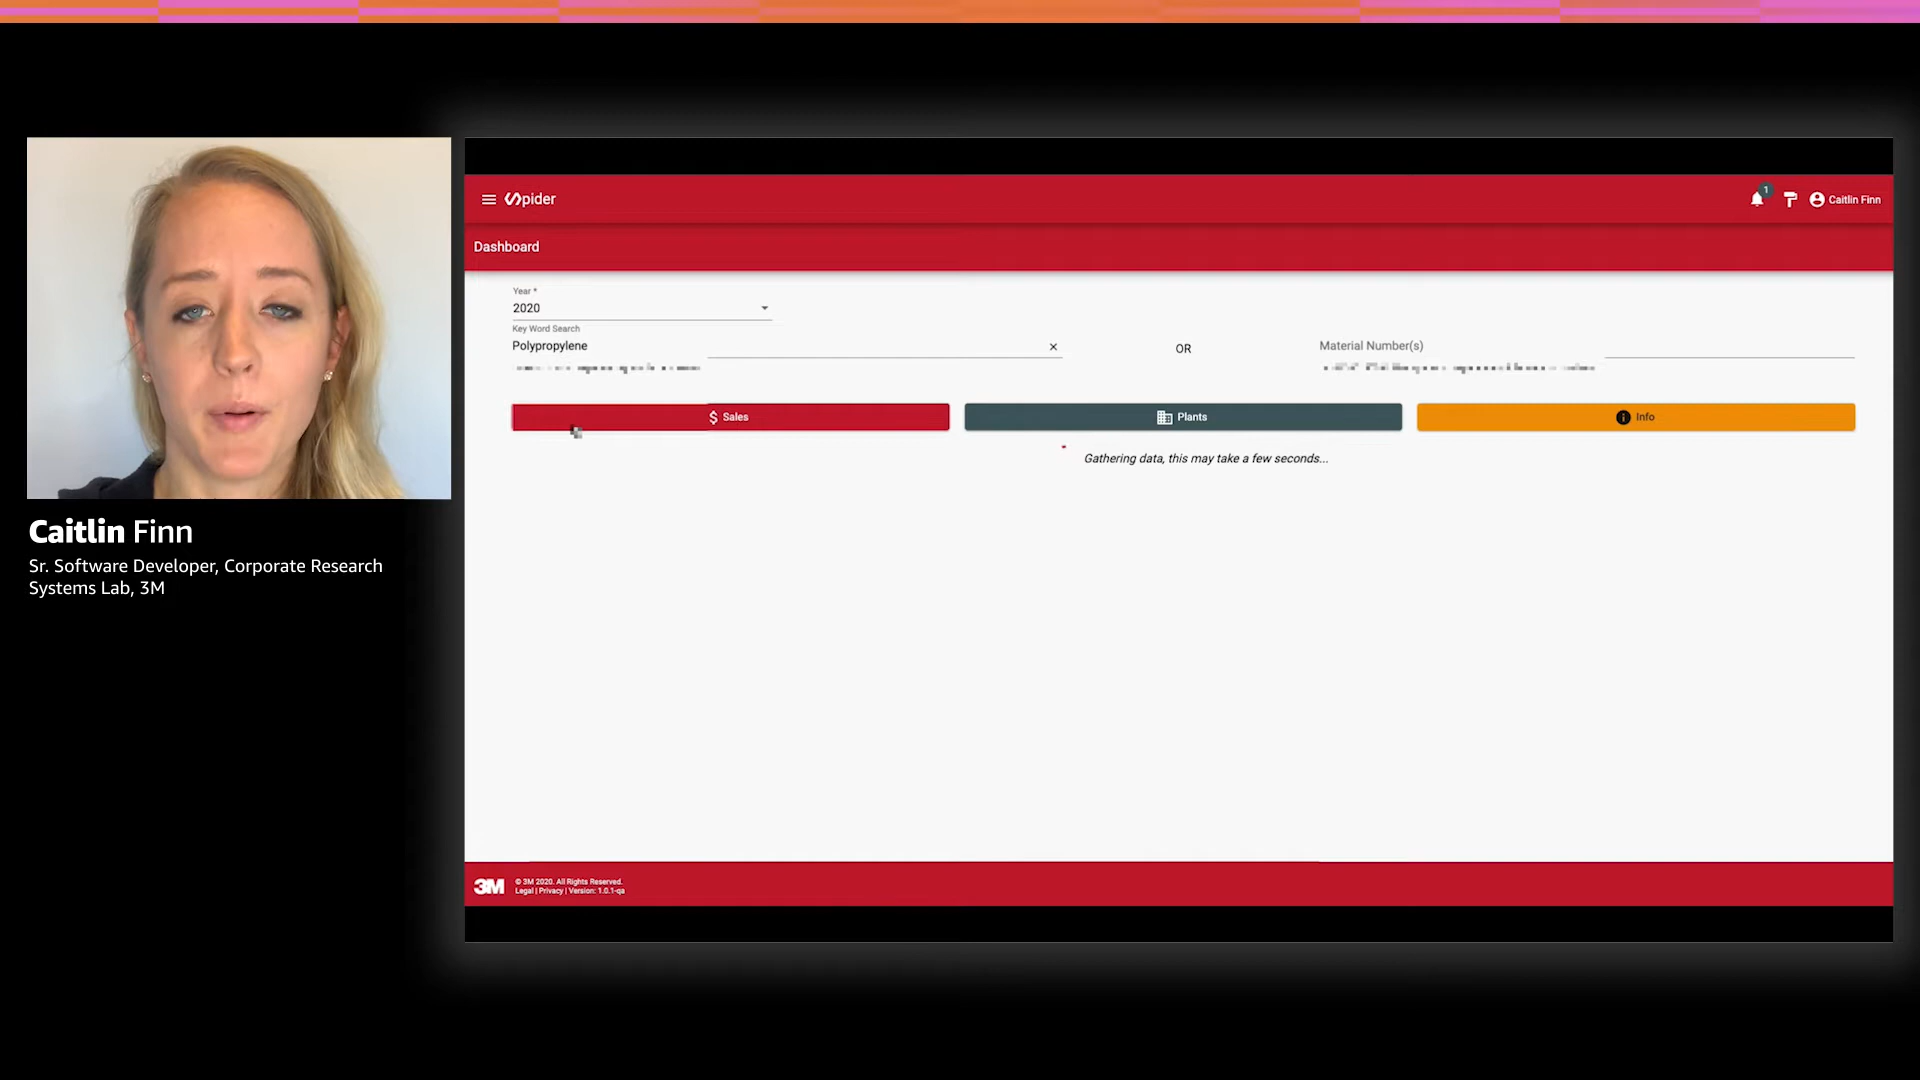 Spider
1
Caitlin Finn
Dashboard
Year *
2020
Key Word Search
Polypropylene
OR
Material Number(s)
Sales
Plants
Info
Gathering data, this may take a few seconds...
Caitlin Finn
Sr. Software Developer, Corporate Research
Systems Lab, 3M
3M
© 3M 2020. All Rights Reserved.
Legal | Privacy | Version: 1.0.1-qa